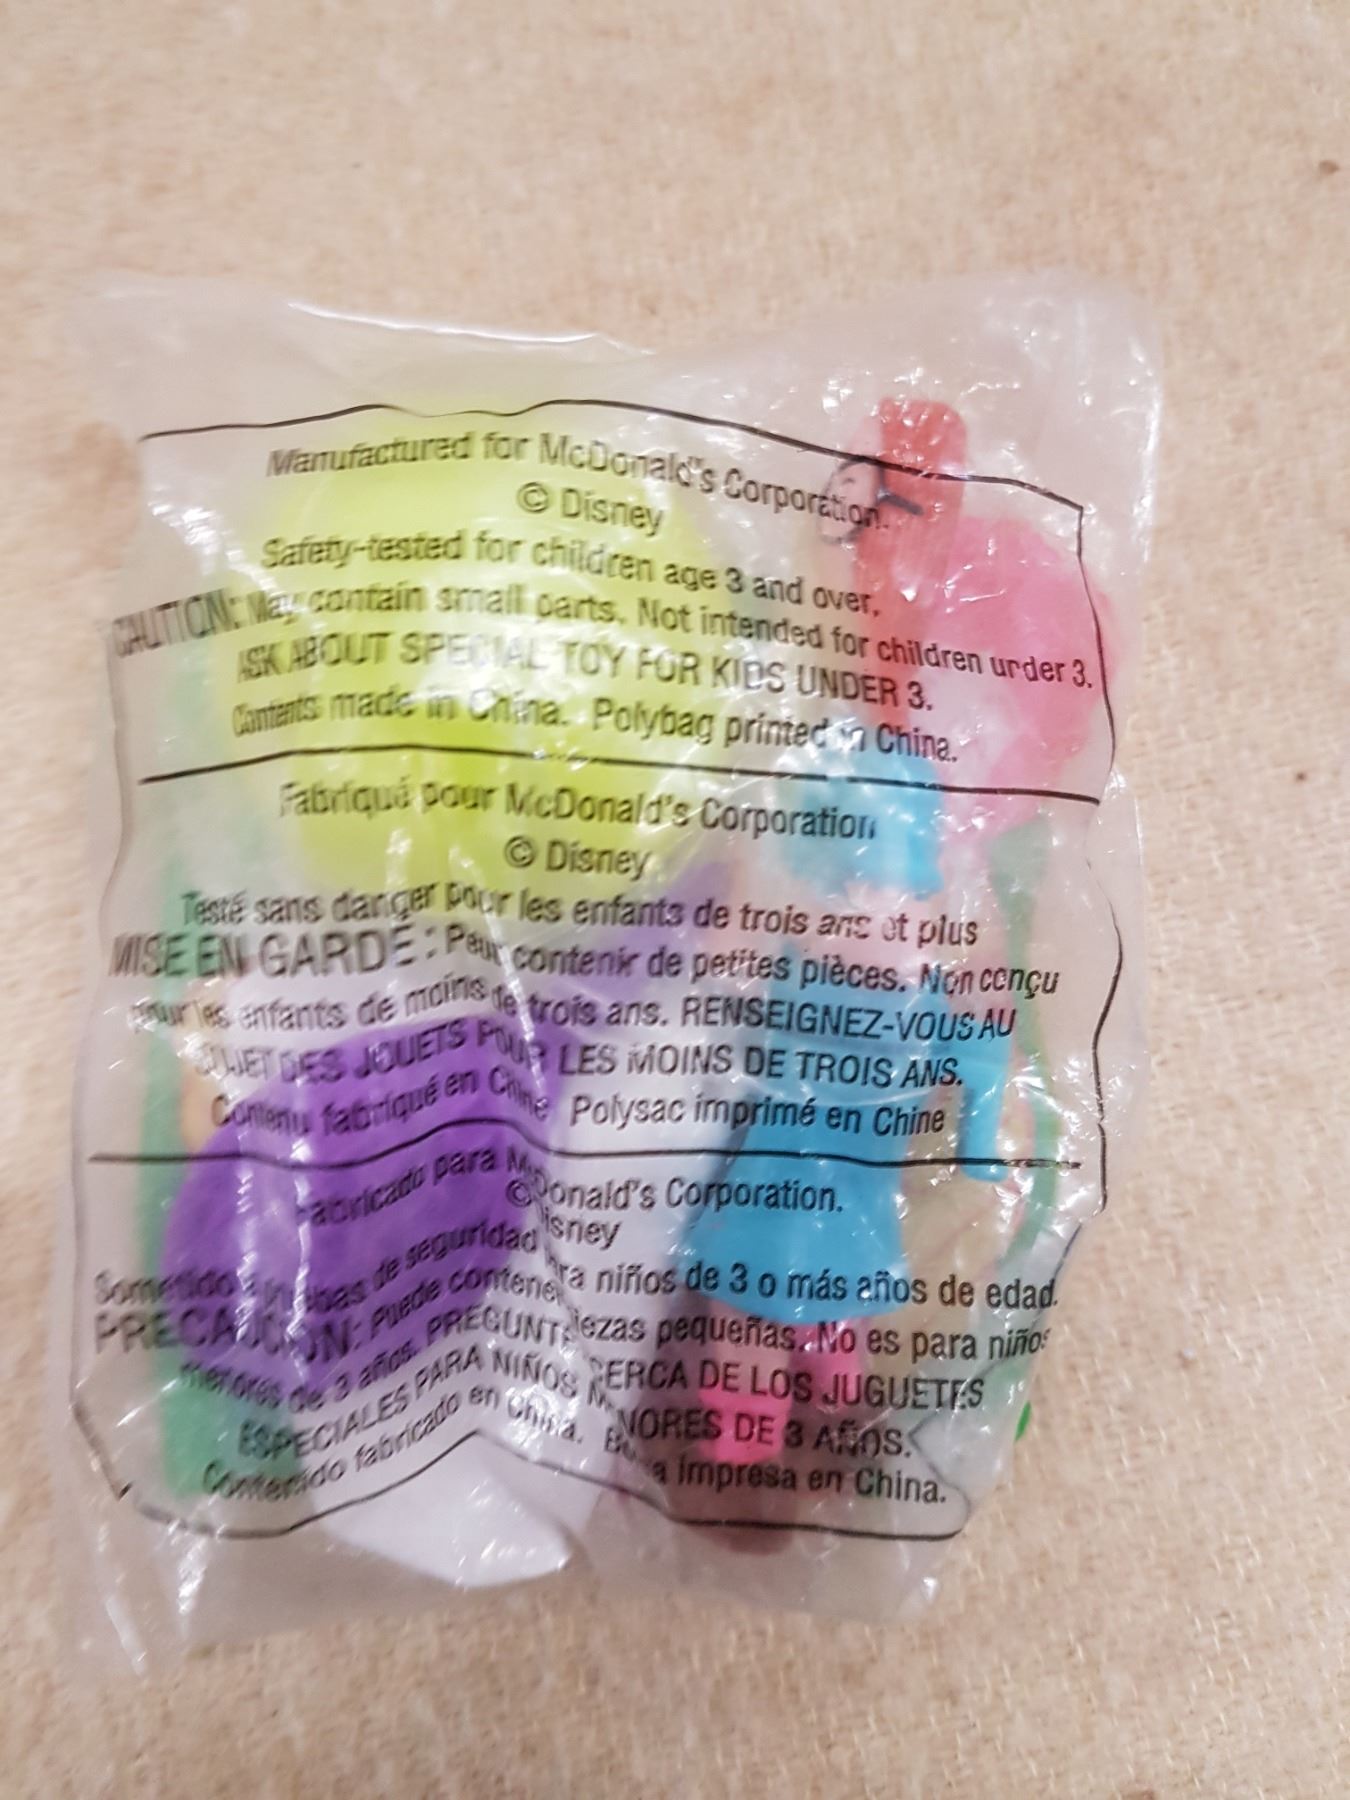 Manufactured for McDonald's Corporation.
© Disney
Safety-tested for children age 3 and over.
CAUTION: May contain small parts. Not intended for children under 3.
ASK ABOUT SPECIAL TOY FOR KIDS UNDER 3.
Contents made in China. Polybag printed in China.
Fabriqué pour McDonald's Corporation
© Disney
Testé sans danger pour les enfants de trois ans et plus
MISE EN GARDE : Peut contenir de petites pièces. Non conçu
pour les enfants de moins de trois ans. RENSEIGNEZ-VOUS AU
SUJET DES JOUETS POUR LES MOINS DE TROIS ANS.
Contenu fabriqué en Chine Polysac imprimé en Chine
Fabricado para McDonald's Corporation.
© Disney
Sometido a pruebas de seguridad para niños de 3 o más años de edad.
PRECAUCION: Puede contener piezas pequeñas. No es para niños
menores de 3 años. PREGUNTE ACERCA DE LOS JUGUETES
ESPECIALES PARA NIÑOS MENORES DE 3 AÑOS.
Contenido fabricado en China. Bolsa impresa en China.